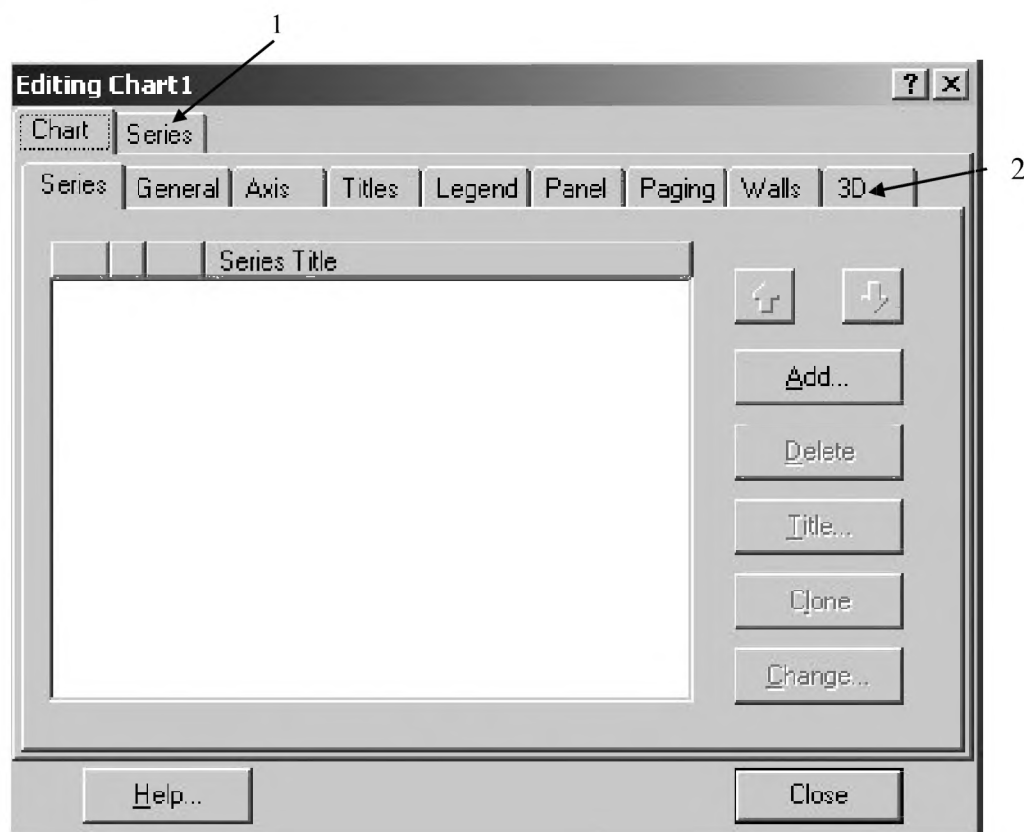 1
Editing Chart1 ? ×
Chart Series
Series General Axis Titles Legend Panel Paging Walls 3D 2
Series Title
Add...
Delete
Title...
Clone
Change...
Help... Close